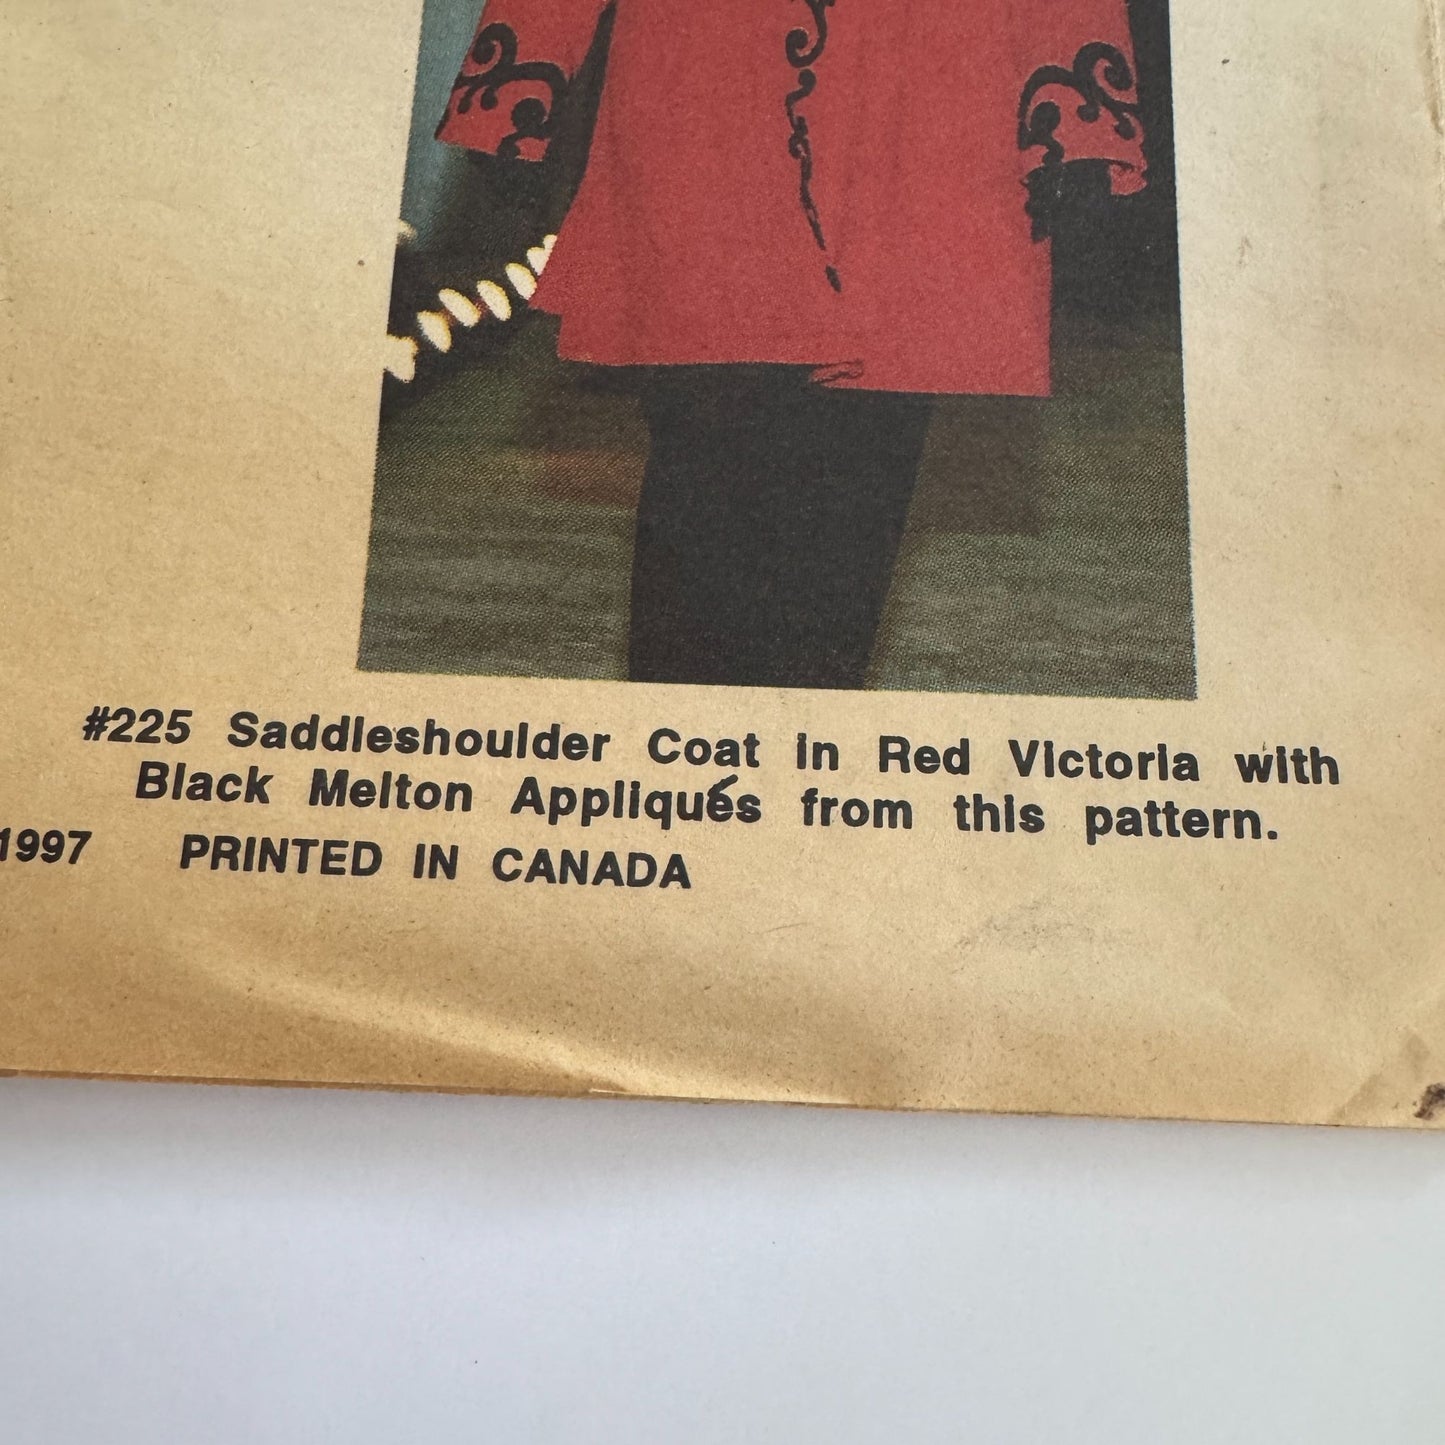 #225 Saddleshoulder Coat in Red Victoria with
Black Melton Appliqués from this pattern.
1997 PRINTED IN CANADA